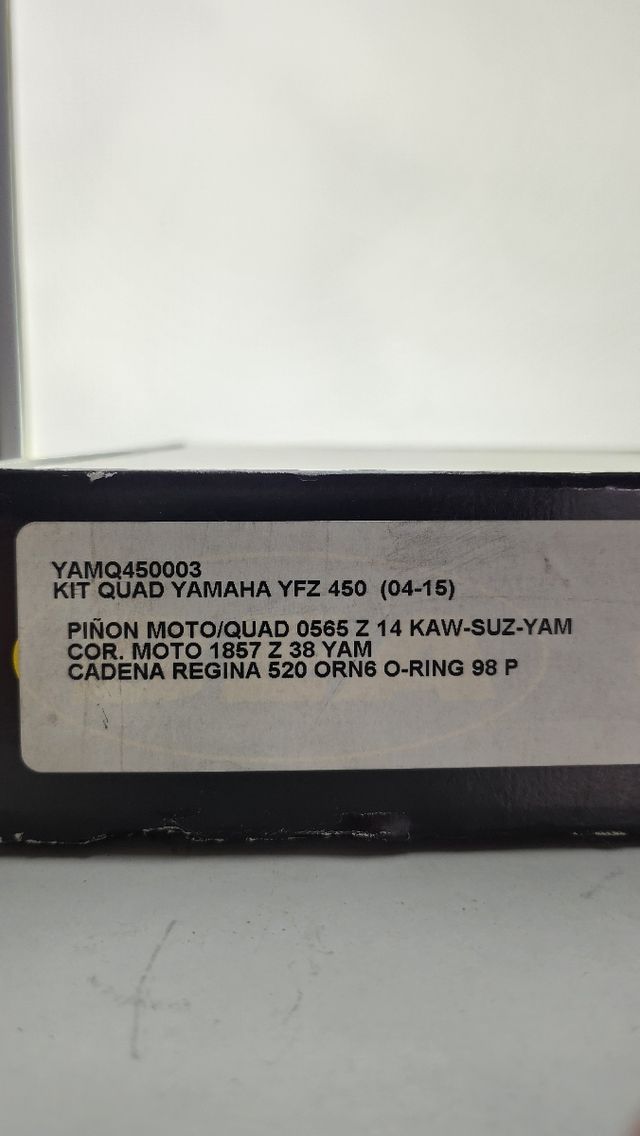 YAMQ450003
KIT QUAD YAMAHA YFZ 450 (04-15)
PIÑON MOTO/QUAD 0565 Z 14 KAW-SUZ-YAM
COR. MOTO 1857 Z 38 YAM
CADENA REGINA 520 ORN6 O-RING 98 P